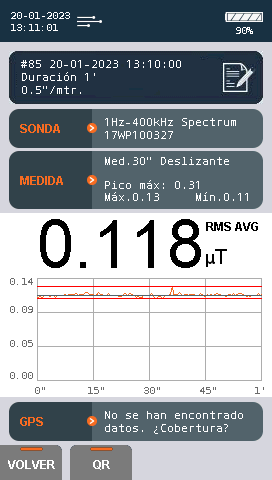 20-01-2023
13:11:01
90%
#85 20-01-2023 13:10:00
Duración 1'
0.5"/mtr.
SONDA
1Hz-400kHz Spectrum
17WP100327
MEDIDA
Med.30" Deslizante
Pico máx: 0.31
Máx.0.13 Mín.0.11
0.118 RMS AVG
µT
0.14
0.09
0.05
0.00
0" 15" 30" 45" 1'
GPS
No se han encontrado
datos. ¿Cobertura?
VOLVER QR